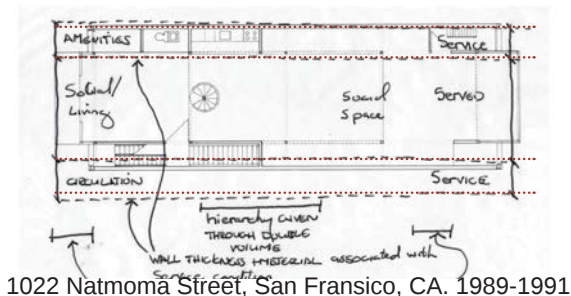 AMENITIES
Service
Social/
Living
Social
Space
SERVED
CIRCULATION
SERVICE
hierarchy GIVEN
THROUGH DOUBLE
VOLUME
WALL THICKNESS MATERIAL associated with
Service condition
1022 Natmoma Street, San Fransico, CA. 1989-1991